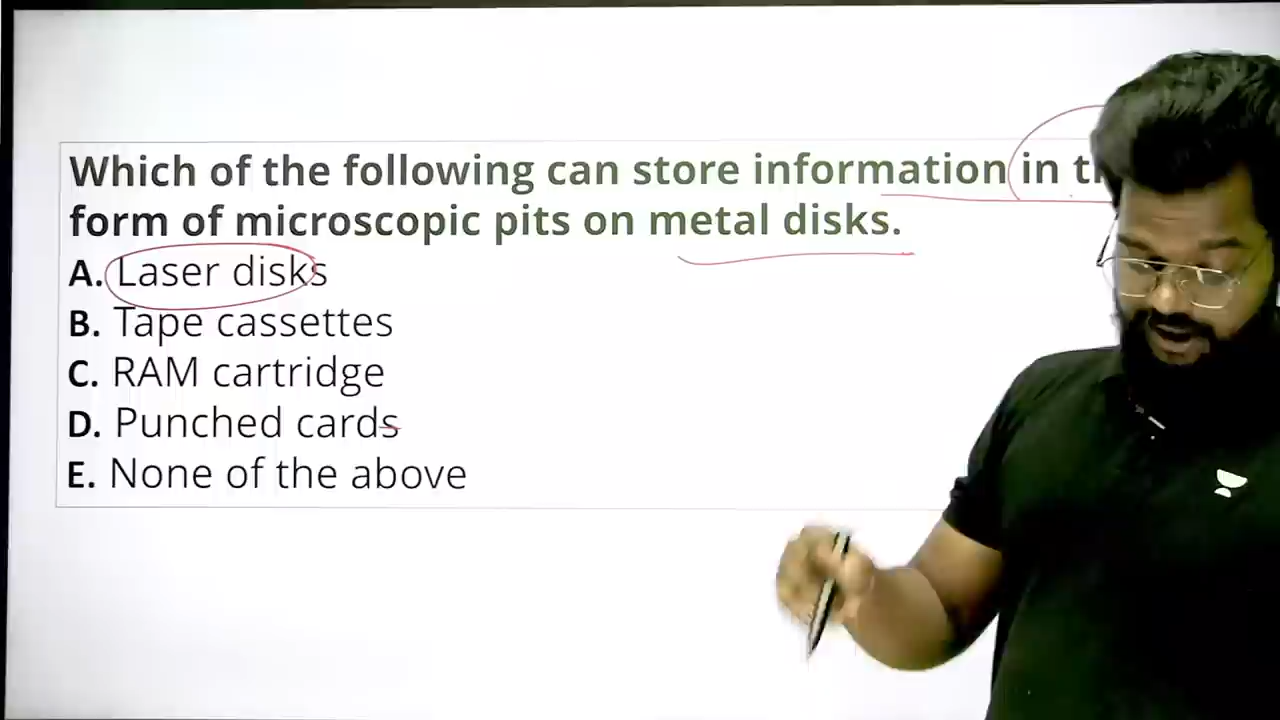 Which of the following can store information in
form of microscopic pits on metal disks.
A. Laser disks
B. Tape cassettes
C. RAM cartridge
D. Punched cards
E. None of the above